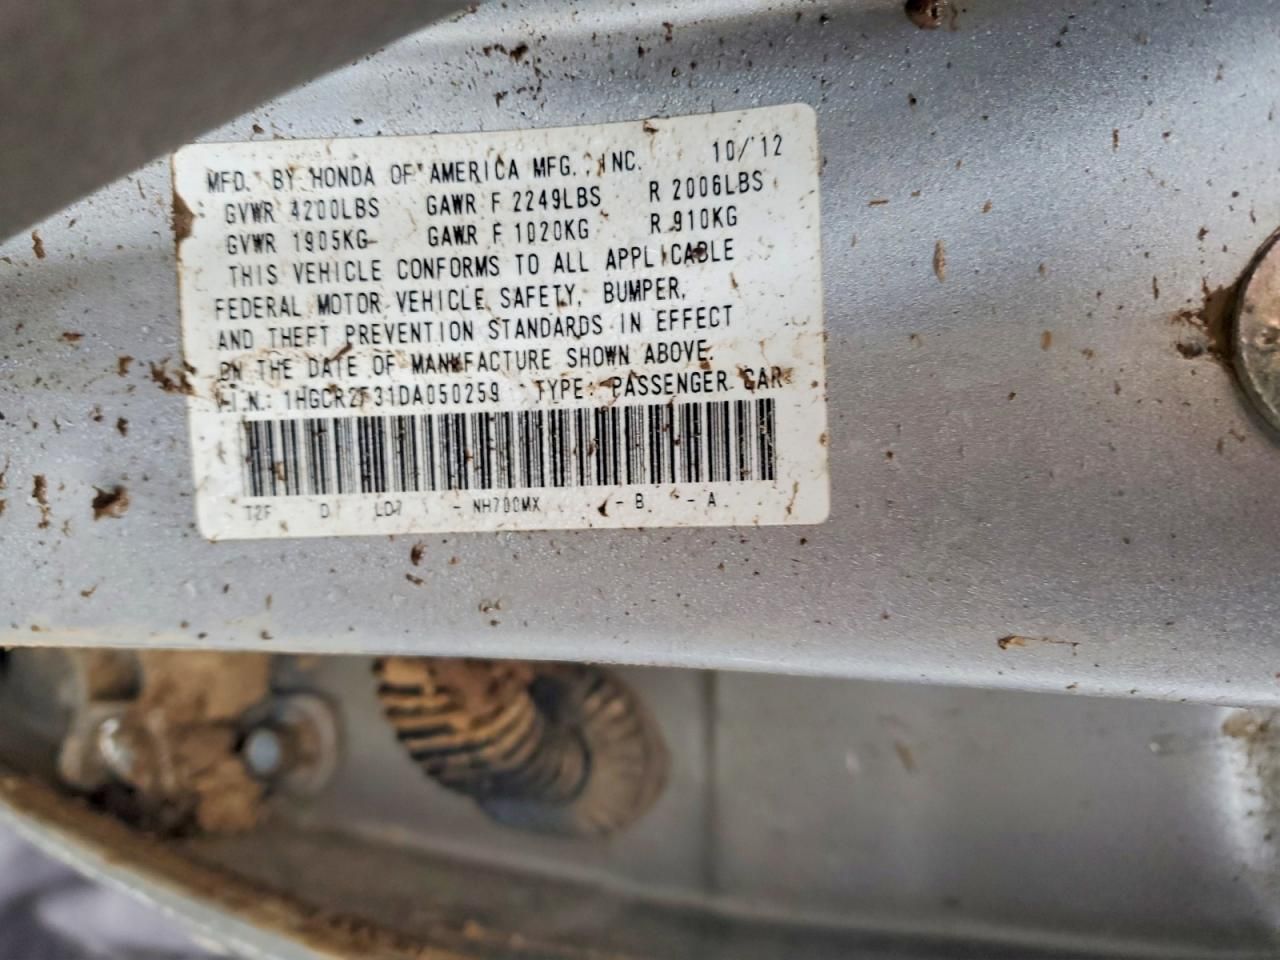 MFD. BY HONDA OF AMERICA MFG., INC. 10/'12
GVWR 4200LBS GAWR F 2249LBS R 2006LBS
GVWR 1905KG GAWR F 1020KG R 910KG
THIS VEHICLE CONFORMS TO ALL APPLICABLE
FEDERAL MOTOR VEHICLE SAFETY, BUMPER,
AND THEFT PREVENTION STANDARDS IN EFFECT
ON THE DATE OF MANUFACTURE SHOWN ABOVE.
V.I.N.: 1HGCR2F31DA050259 TYPE: PASSENGER CAR
T2F D LD7 - NH700MX - B - A